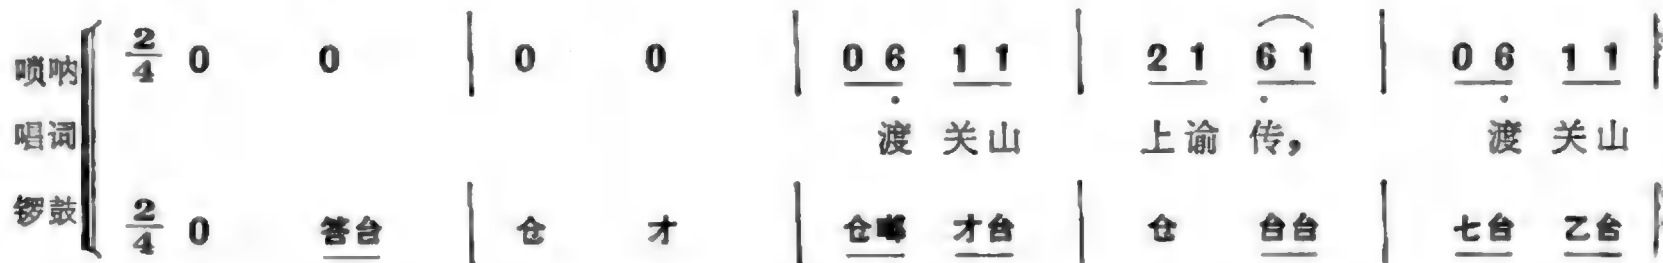 唢呐 2/4 0 0 | 0 0 | 0 6̣ 1 1 | 2 1 6̣ 1 | 0 6̣ 1 1 |
唱词 渡 关山 上谕 传， 渡 关山
锣鼓 2/4 0 答台 | 仓 才 | 仓 才台 | 仓 台台 | 七台 乙台 |